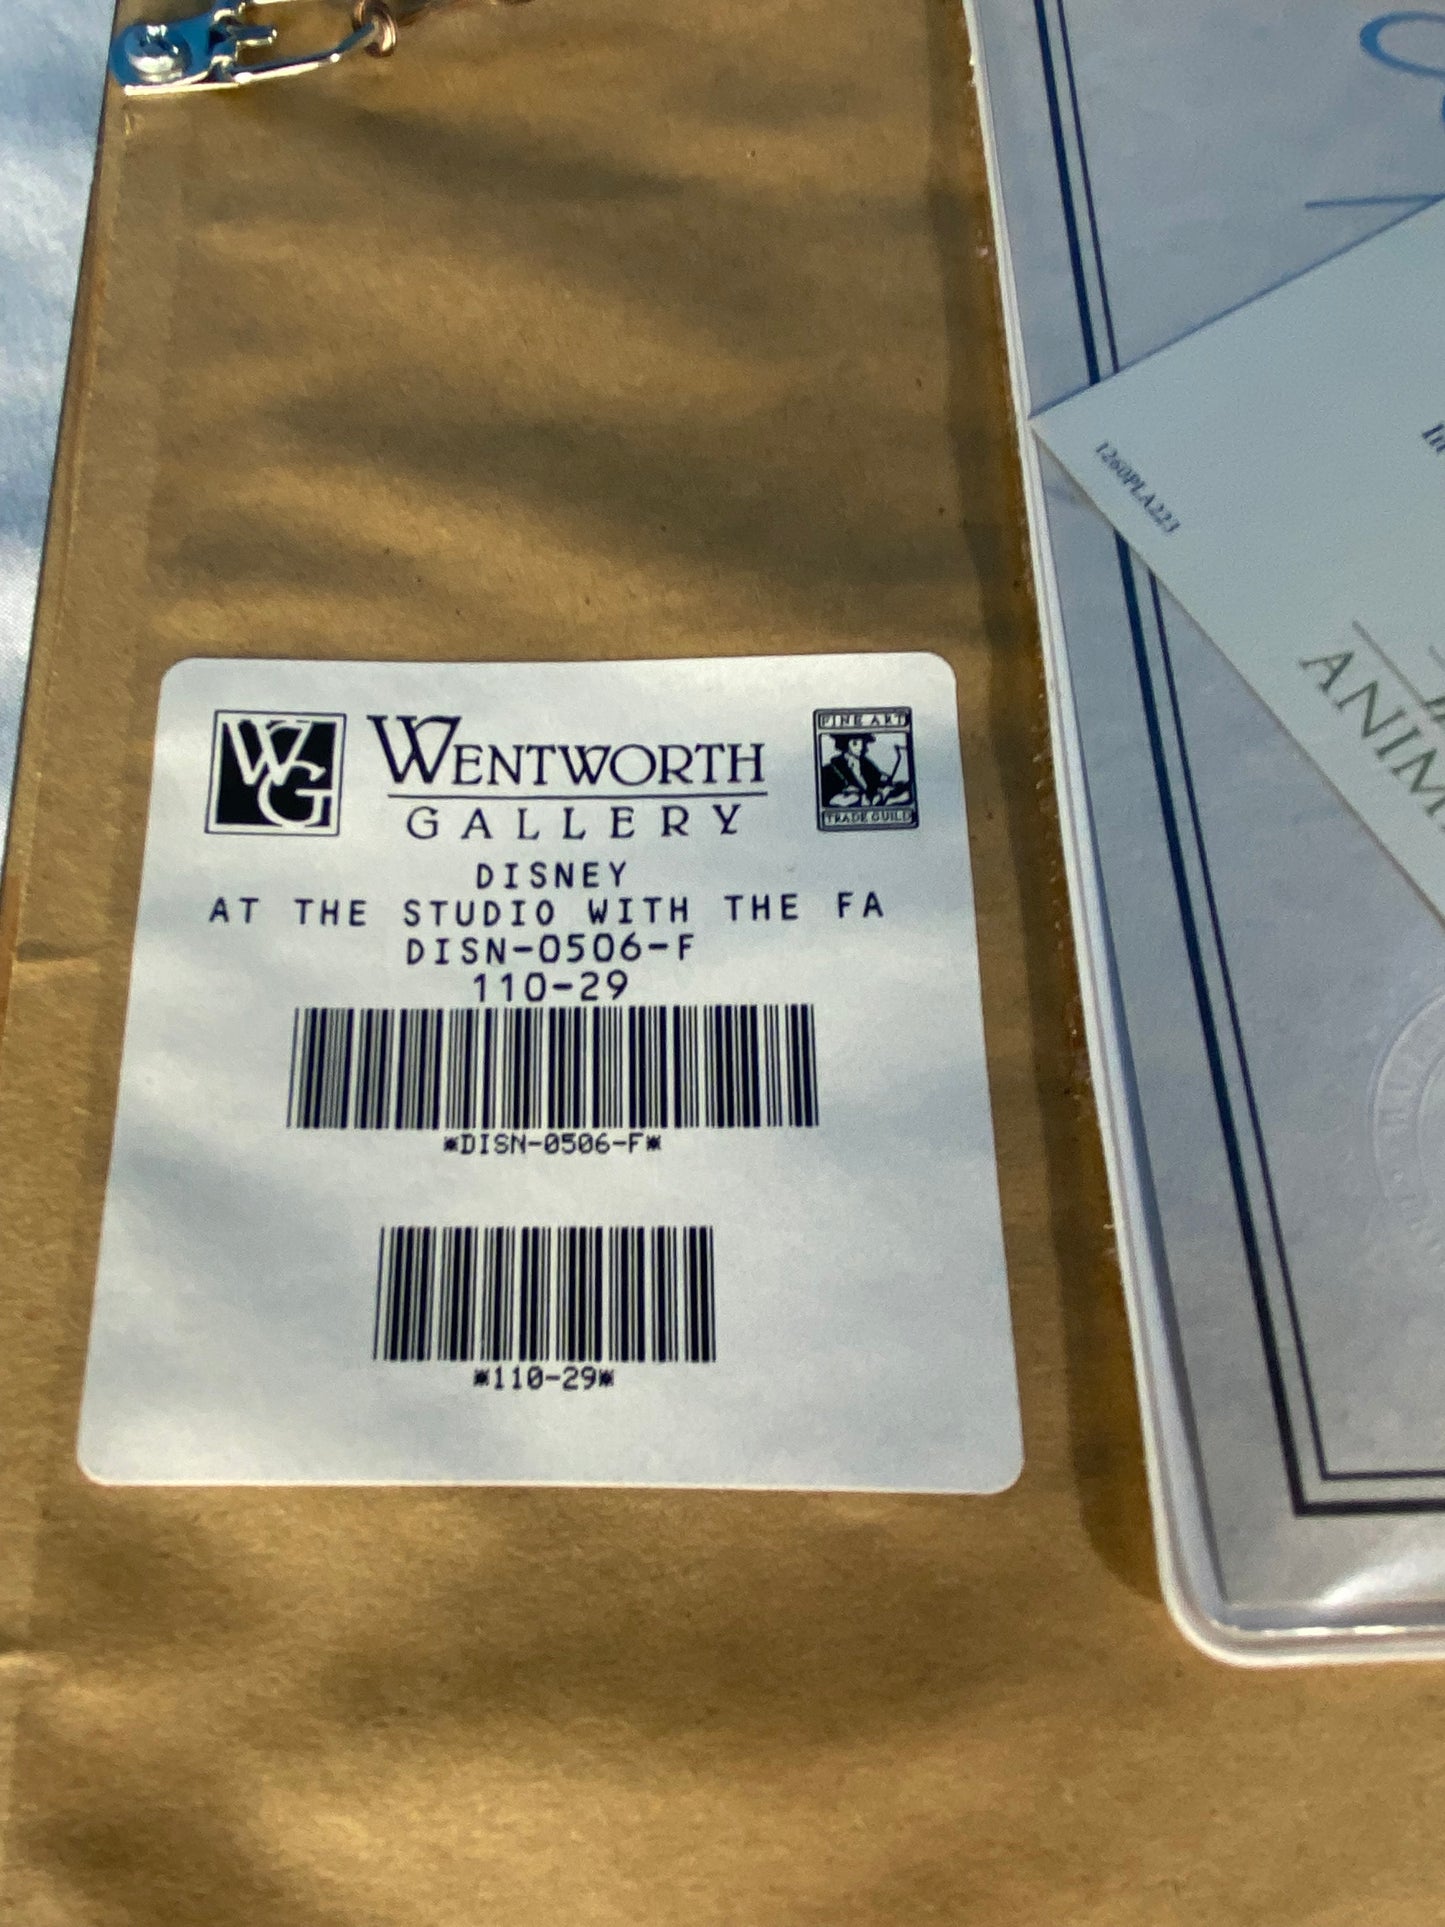 WG
WENTWORTH
GALLERY
FINE ART
TRADE GUILD
DISNEY
AT THE STUDIO WITH THE FA
DISN-0506-F
110-29
*DISN-0506-F*
*110-29*
1260PLA223
In
ANIM